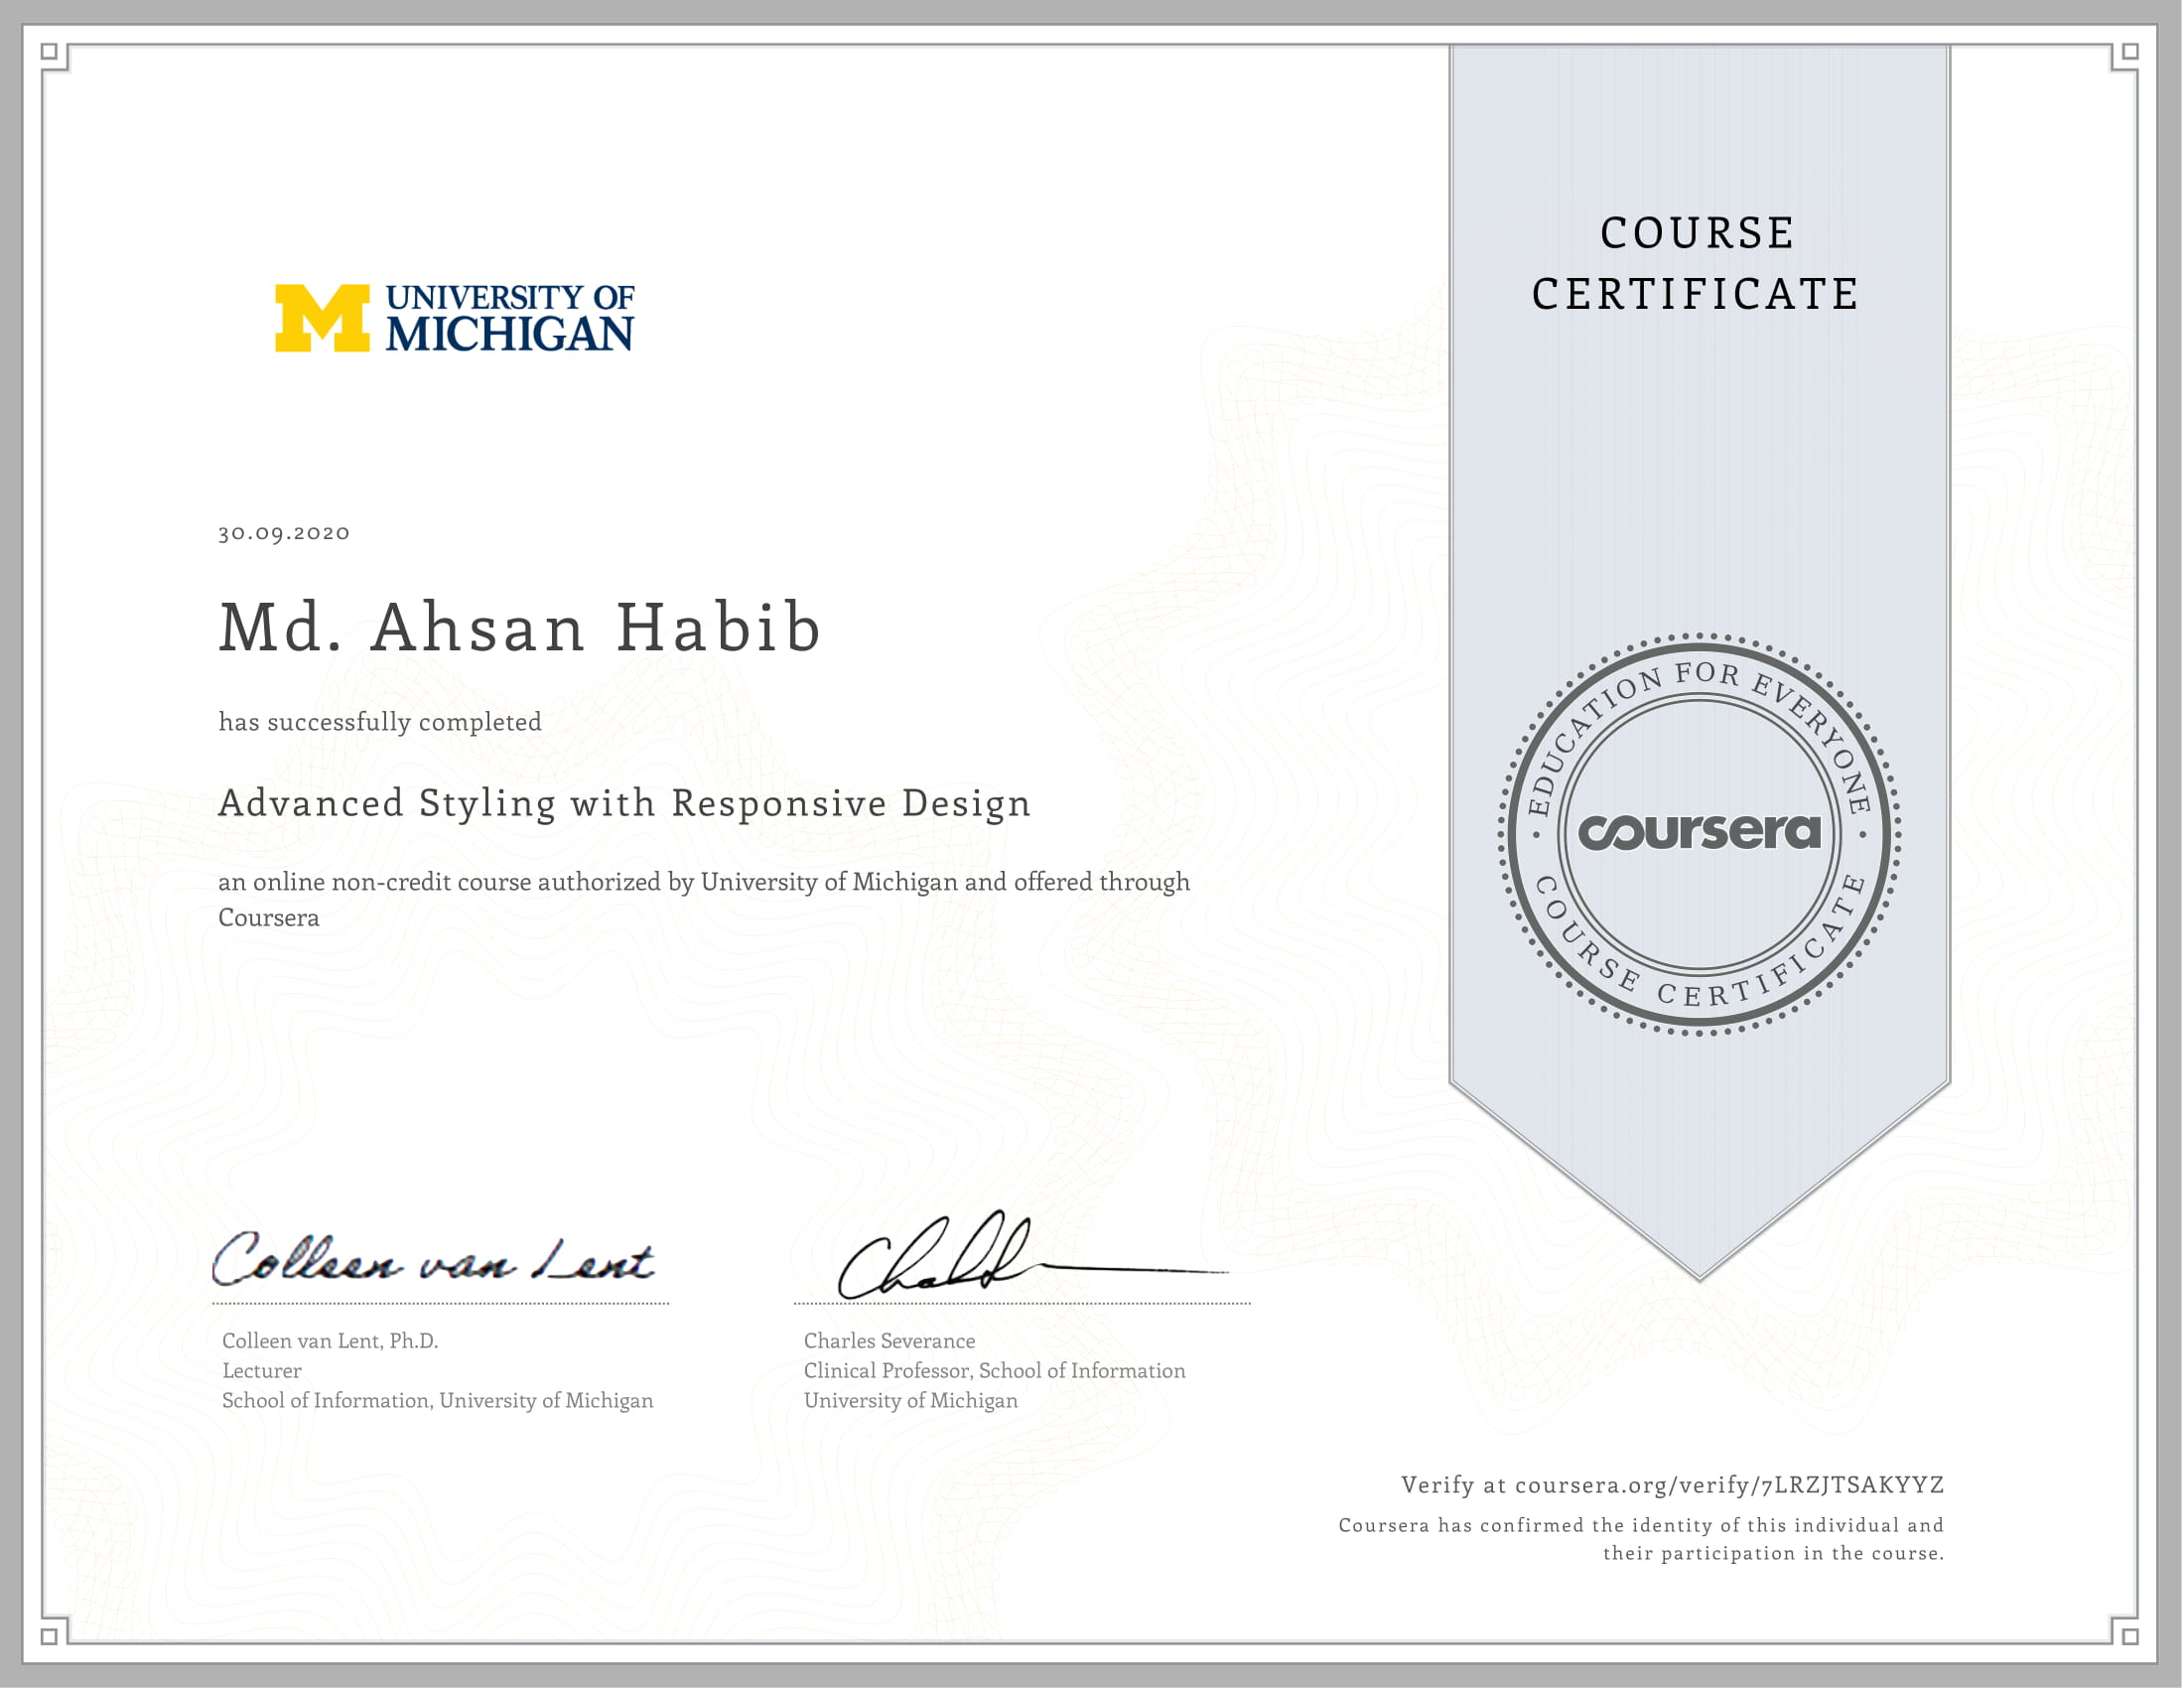 UNIVERSITY OF
MICHIGAN
COURSE
CERTIFICATE
30.09.2020
Md. Ahsan Habib
has successfully completed
Advanced Styling with Responsive Design
an online non-credit course authorized by University of Michigan and offered through
Coursera
EDUCATION FOR EVERYONE
coursera
COURSE CERTIFICATE
Colleen van Lent
Colleen van Lent, Ph.D.
Lecturer
School of Information, University of Michigan
Charles Severance
Clinical Professor, School of Information
University of Michigan
Verify at coursera.org/verify/7LRZJTSAKYYZ
Coursera has confirmed the identity of this individual and
their participation in the course.